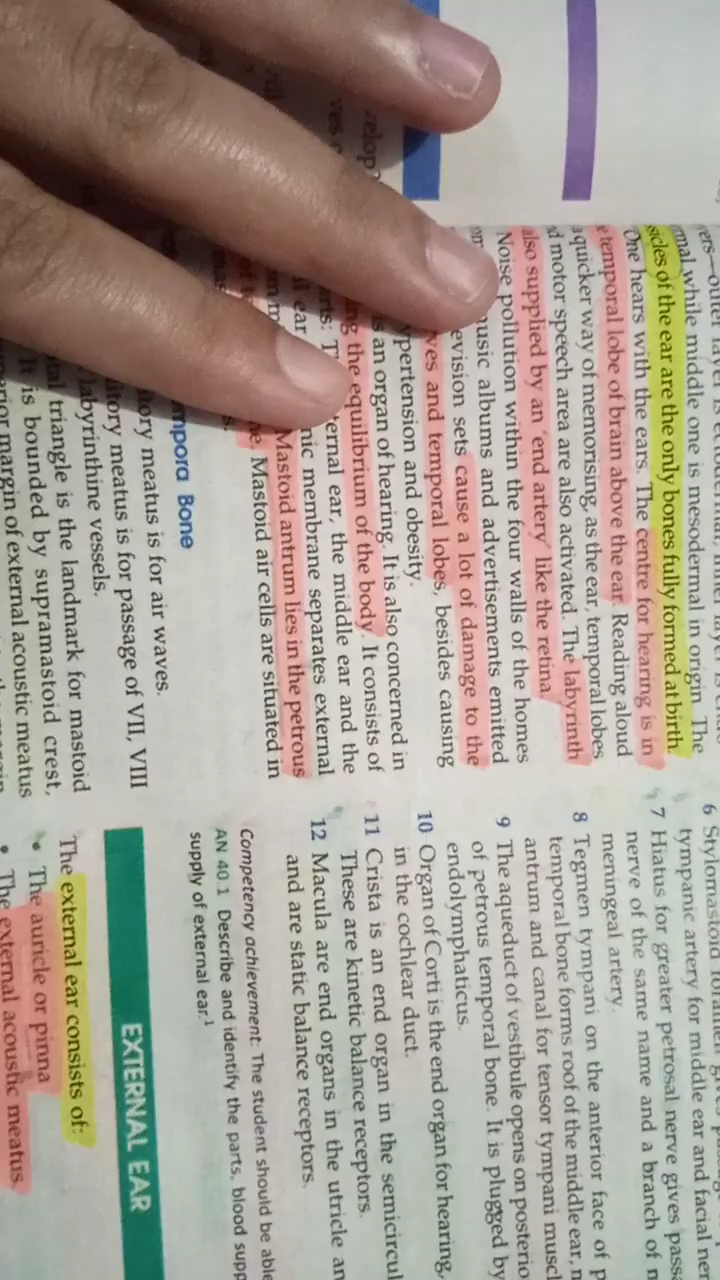 ers—outer layer is
mal while middle one is mesodermal in origin. The
sicles of the ear are the only bones fully formed at birth.
One hears with the ears. The centre for hearing is in
temporal lobe of brain above the ear. Reading aloud
quicker way of memorising, as the ear, temporal lobes
d motor speech area are also activated. The labyrinth
also supplied by an 'end artery' like the retina.
Noise pollution within the four walls of the homes
music albums and advertisements emitted
evision sets cause a lot of damage to the
ves and temporal lobes, besides causing
ypertension and obesity.
s an organ of hearing. It is also concerned in
ng the equilibrium of the body. It consists of
rts: T ernal ear, the middle ear and the
l ear nic membrane separates external
Mastoid antrum lies in the petrous
ne. Mastoid air cells are situated in
s.
mpora Bone
itory meatus is for air waves.
itory meatus is for passage of VII, VIII
labyrinthine vessels.
tal triangle is the landmark for mastoid
It is bounded by supramastoid crest,
erior margin of external acoustic meatus
6 Stylomastoid
tympanic artery for middle ear and facial ner
7 Hiatus for greater petrosal nerve gives pass
nerve of the same name and a branch of m
meningeal artery.
8 Tegmen tympani on the anterior face of p
temporal bone forms roof of the middle ear, m
antrum and canal for tensor tympani muscl
9 The aqueduct of vestibule opens on posterio
of petrous temporal bone. It is plugged by
endolymphaticus.
10 Organ of Corti is the end organ for hearing,
in the cochlear duct.
11 Crista is an end organ in the semicircul
These are kinetic balance receptors.
12 Macula are end organs in the utricle an
and are static balance receptors.
Competency achievement: The student should be able
AN 40.1 Describe and identify the parts, blood supp
supply of external ear.1
EXTERNAL EAR
The external ear consists of:
• The auricle or pinna
• The external acoustic meatus.